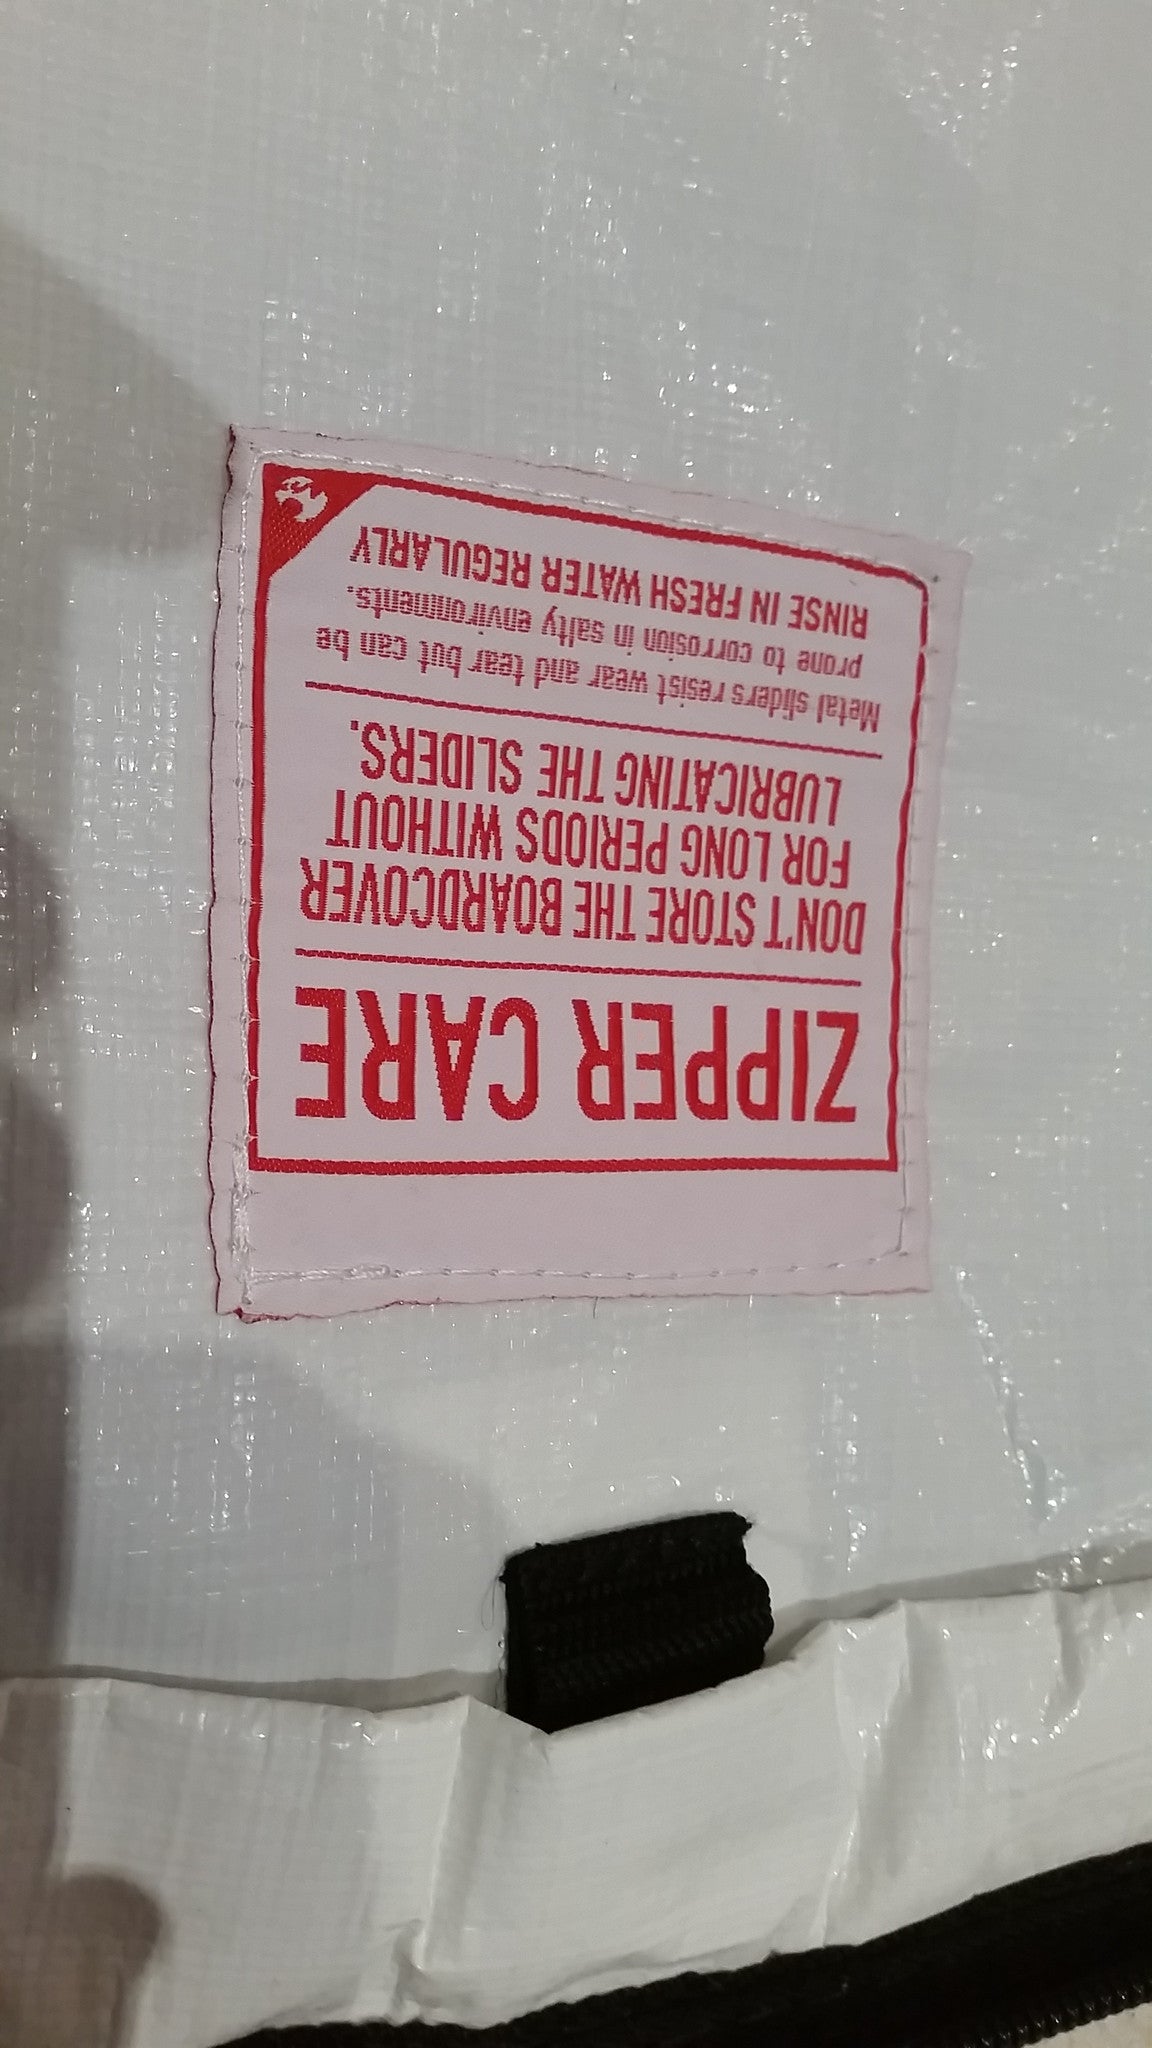 ZIPPER CARE
DON'T STORE THE BOARDCOVER
FOR LONG PERIODS WITHOUT
LUBRICATING THE SLIDERS.
Metal sliders resist wear and tear but can be
prone to corrosion in salty environments.
RINSE IN FRESH WATER REGULARLY